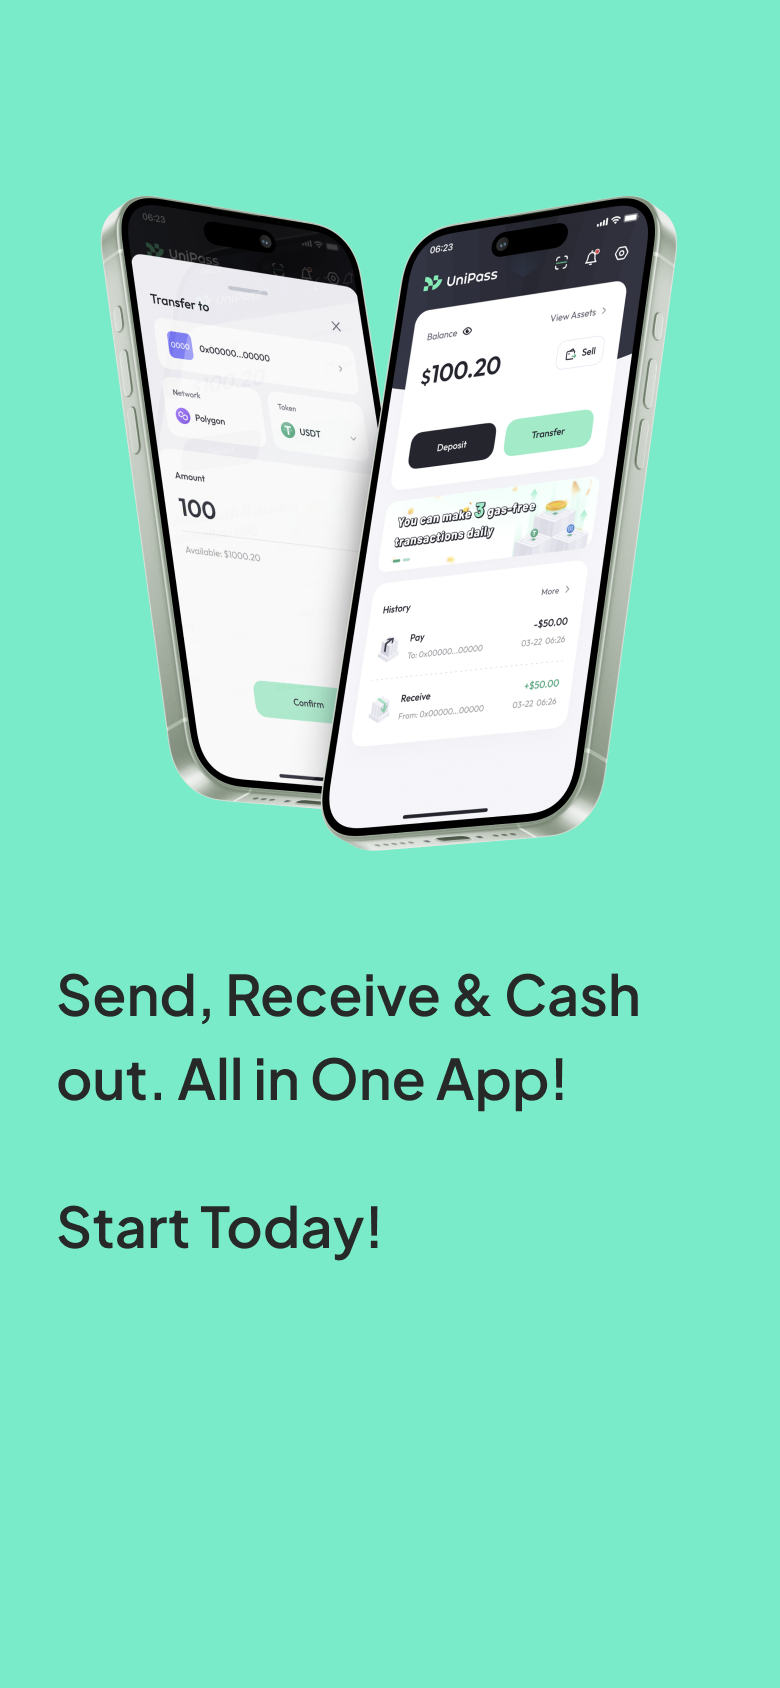 06:23
UniPass
Transfer to
0000
0x00000...00000
Network
Polygon
Token
USDT
Amount
100
Available: $1000.20
Confirm
06:23
UniPass
Balance
View Assets
$100.20
Sell
Deposit
Transfer
You can make 3 gas-free
transactions daily
History
More
Pay
-$50.00
To: 0x00000...00000
03-22 06:26
Receive
+$50.00
From: 0x00000...00000
03-22 06:26
Send, Receive & Cash
out. All in One App!
Start Today!